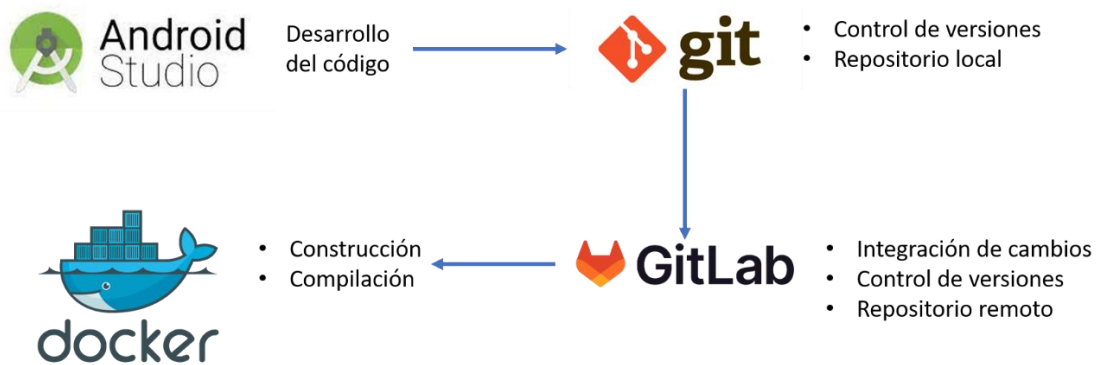 Android
Studio
Desarrollo
del código
git
• Control de versiones
• Repositorio local
docker
• Construcción
• Compilación
GitLab
• Integración de cambios
• Control de versiones
• Repositorio remoto